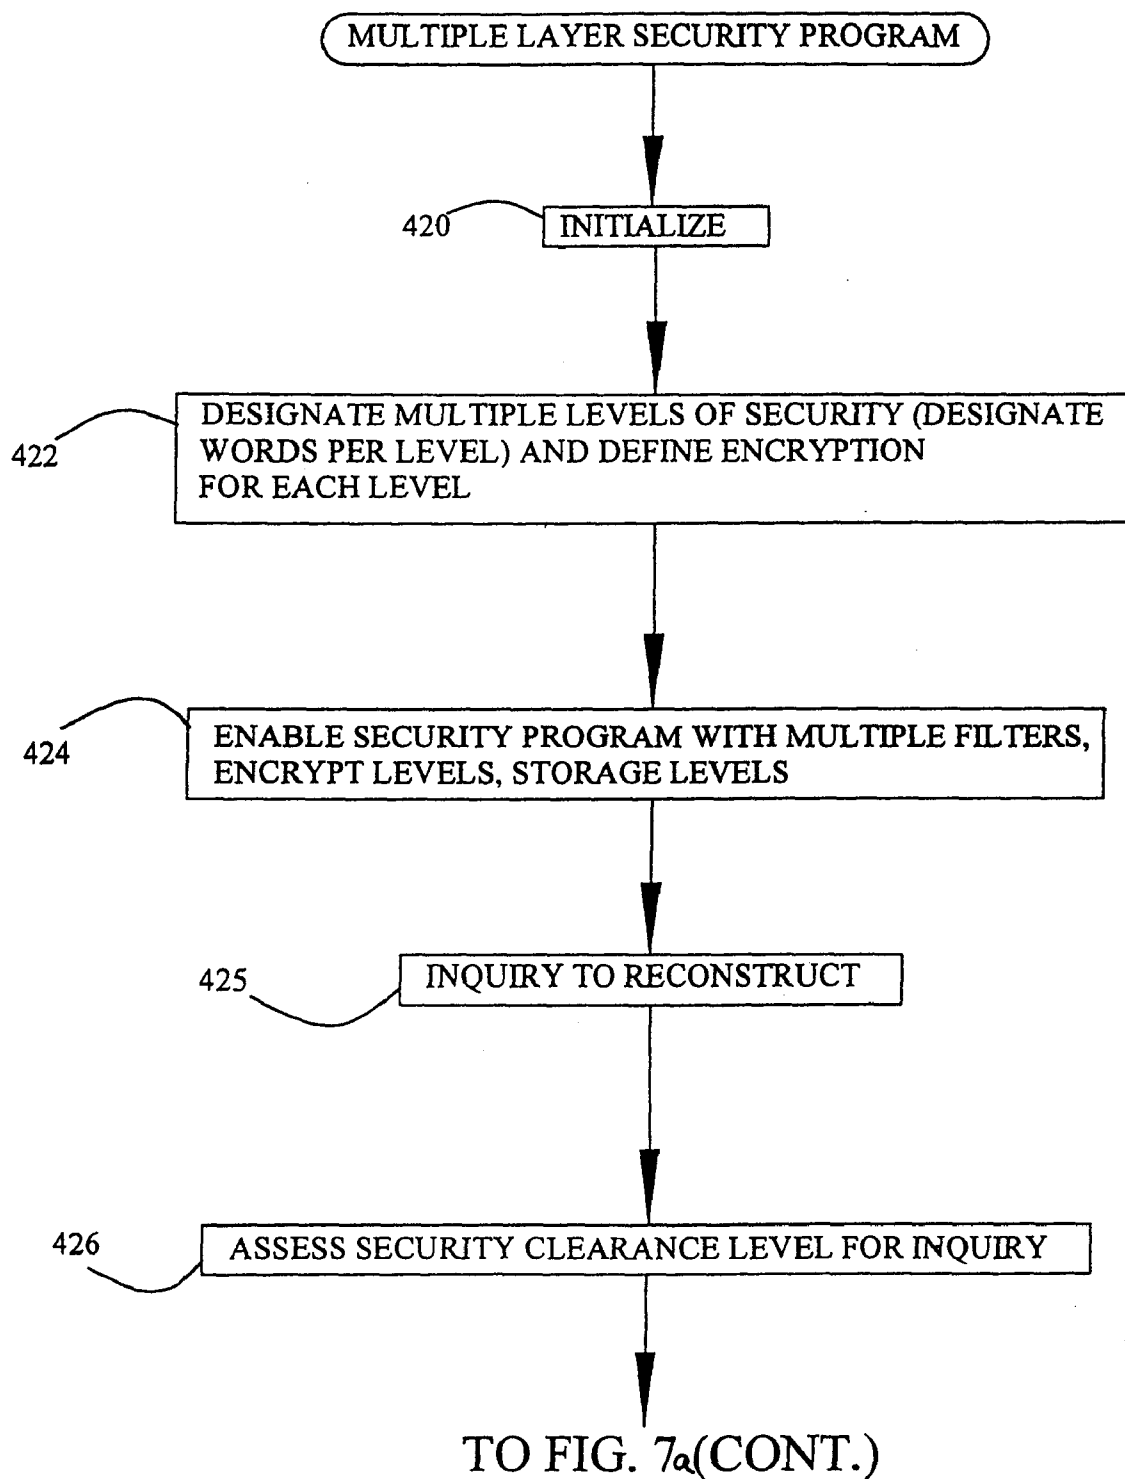 MULTIPLE LAYER SECURITY PROGRAM
420
INITIALIZE
422
DESIGNATE MULTIPLE LEVELS OF SECURITY (DESIGNATE
WORDS PER LEVEL) AND DEFINE ENCRYPTION
FOR EACH LEVEL
424
ENABLE SECURITY PROGRAM WITH MULTIPLE FILTERS,
ENCRYPT LEVELS, STORAGE LEVELS
425
INQUIRY TO RECONSTRUCT
426
ASSESS SECURITY CLEARANCE LEVEL FOR INQUIRY
TO FIG. 7a(CONT.)